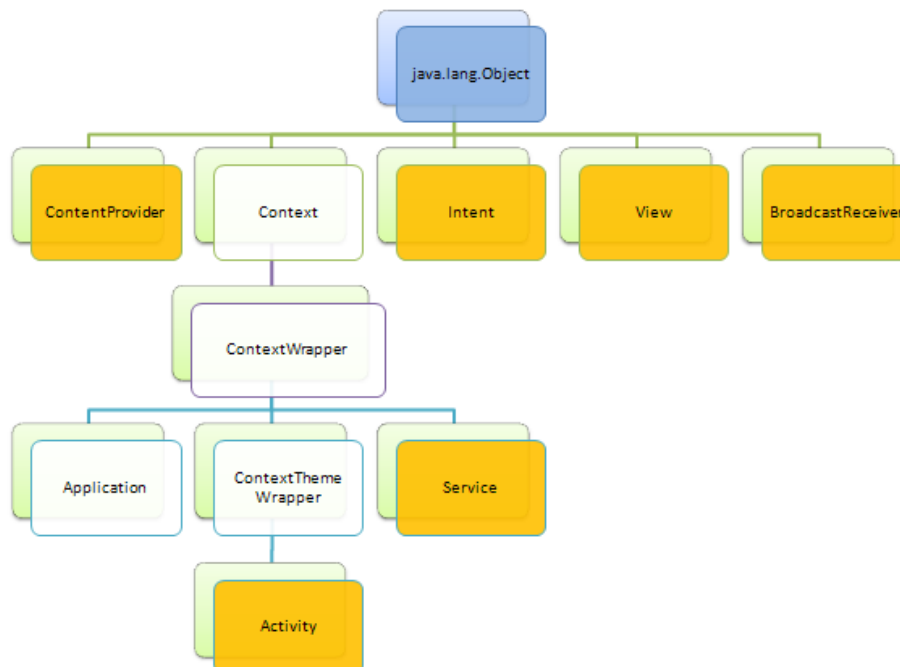 java.lang.Object
ContentProvider
Context
Intent
View
BroadcastReceiver
ContextWrapper
Application
ContextTheme
Wrapper
Service
Activity